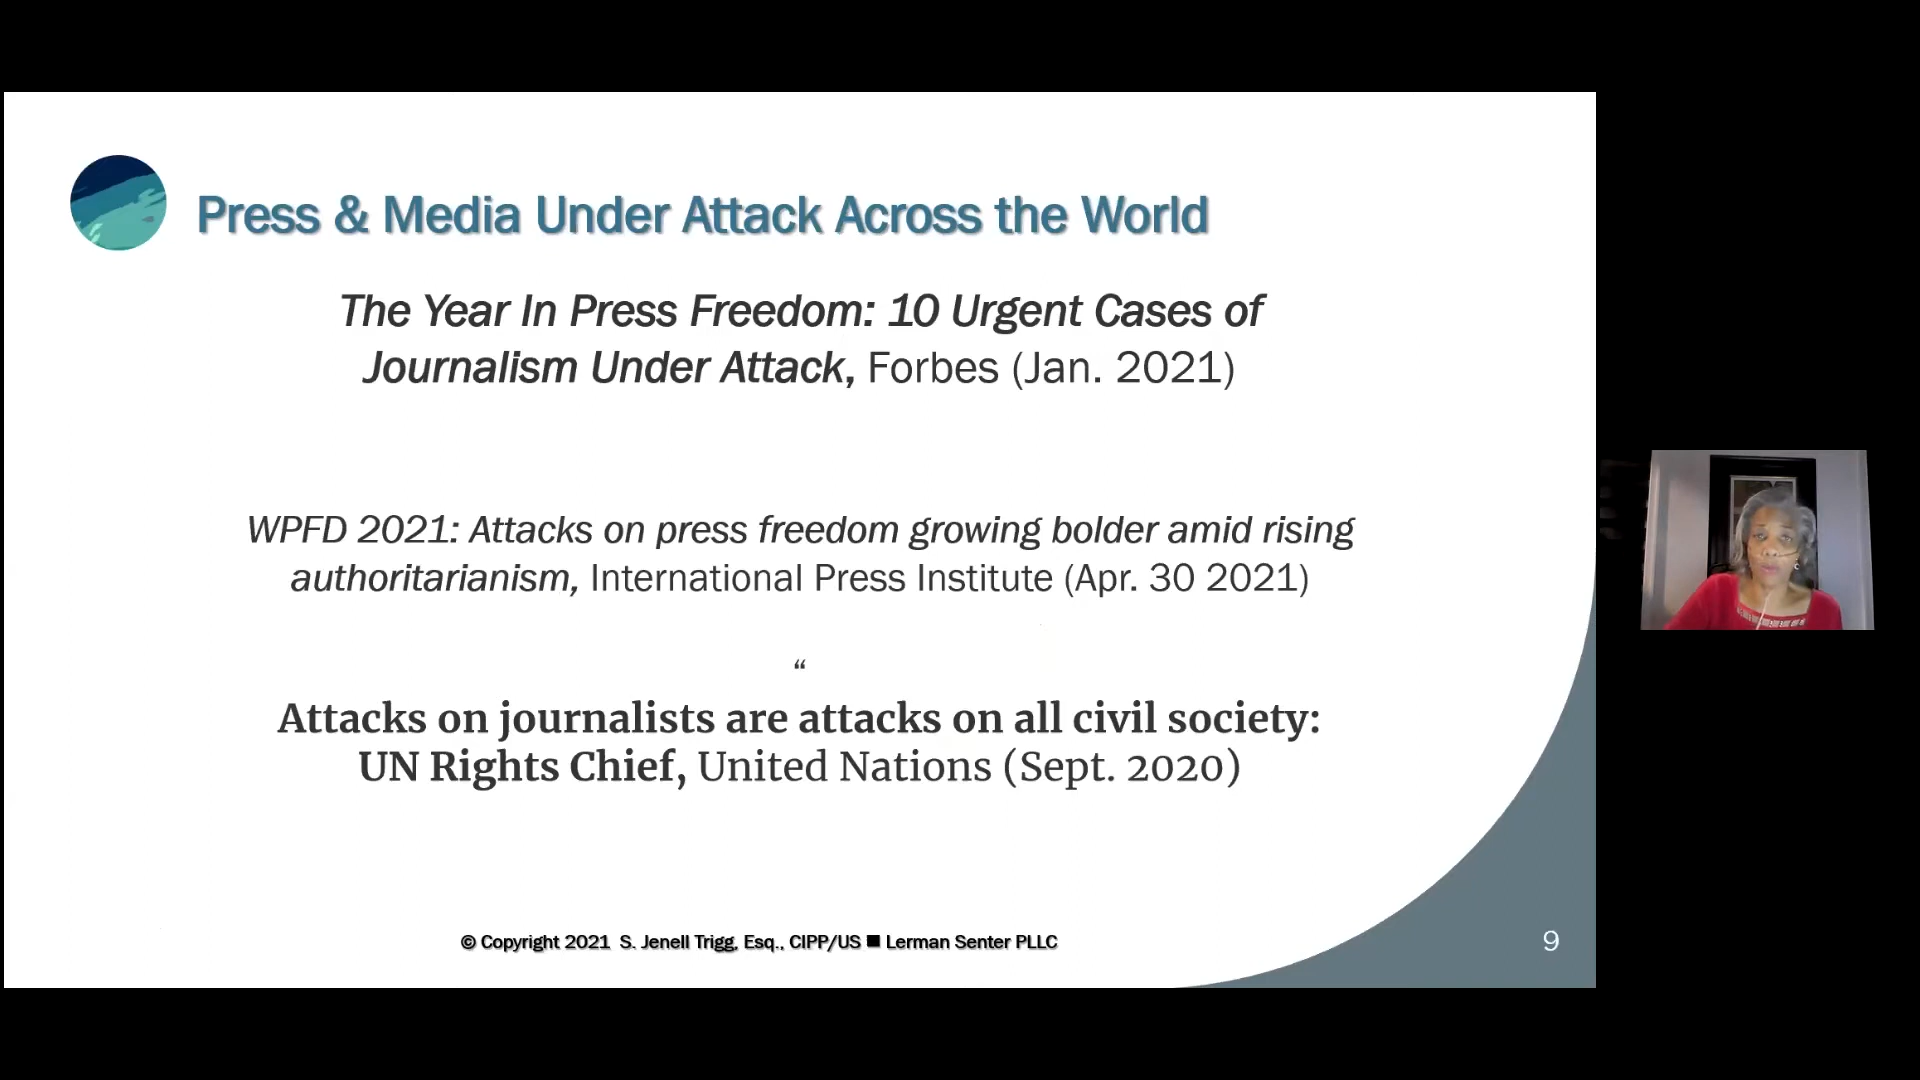 Press & Media Under Attack Across the World
The Year In Press Freedom: 10 Urgent Cases of
Journalism Under Attack, Forbes (Jan. 2021)
WPFD 2021: Attacks on press freedom growing bolder amid rising
authoritarianism, International Press Institute (Apr. 30 2021)
“
Attacks on journalists are attacks on all civil society:
UN Rights Chief, United Nations (Sept. 2020)
© Copyright 2021 S. Jenell Trigg, Esq., CIPP/US ■ Lerman Senter PLLC
9